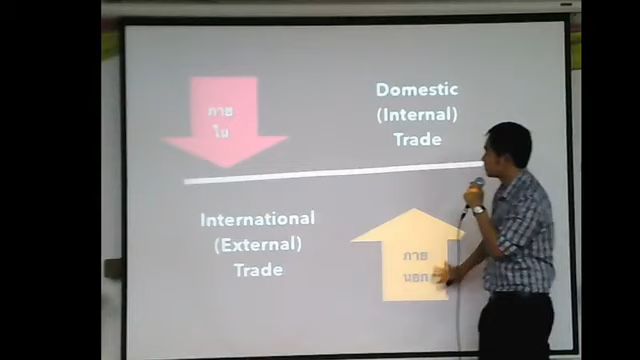 ภาย
ใน
Domestic
(Internal)
Trade
International
(External)
Trade
ภาย
นอก